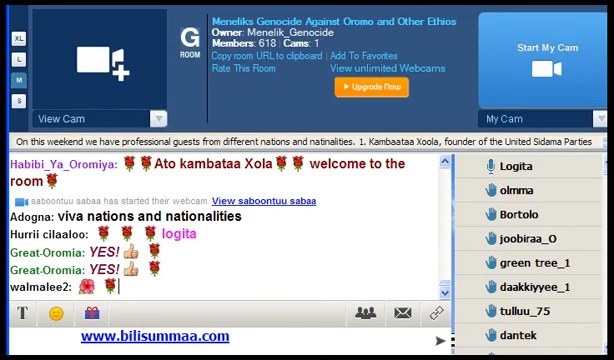 XL
L
M
S
View Cam
G
ROOM
Meneliks Genocide Against Oromo and Other Ethios
Owner: Menelik_Genocide
Members: 618 | Cams: 1
Copy room URL to clipboard | Add To Favorites
Rate This Room View unlimited Webcams
Upgrade Now
Start My Cam
My Cam
On this weekend we have professional guests from different nations and natinalities. 1. Kambaataa Xoola, founder of the United Sidama Parties
Habibi_Ya_Oromiya: Ato kambataa Xola welcome to the
room
saboontuu sabaa has started their webcam View saboontuu sabaa
Adogna: viva nations and nationalities
Hurrii cilaaloo: logita
Great-Oromia: YES!
Great-Oromia: YES!
walmalee2:
T
www.bilisummaa.com
Logita
olmma
Bortolo
joobiraa_O
green tree_1
daakkiyyee_1
tulluu_75
dantek